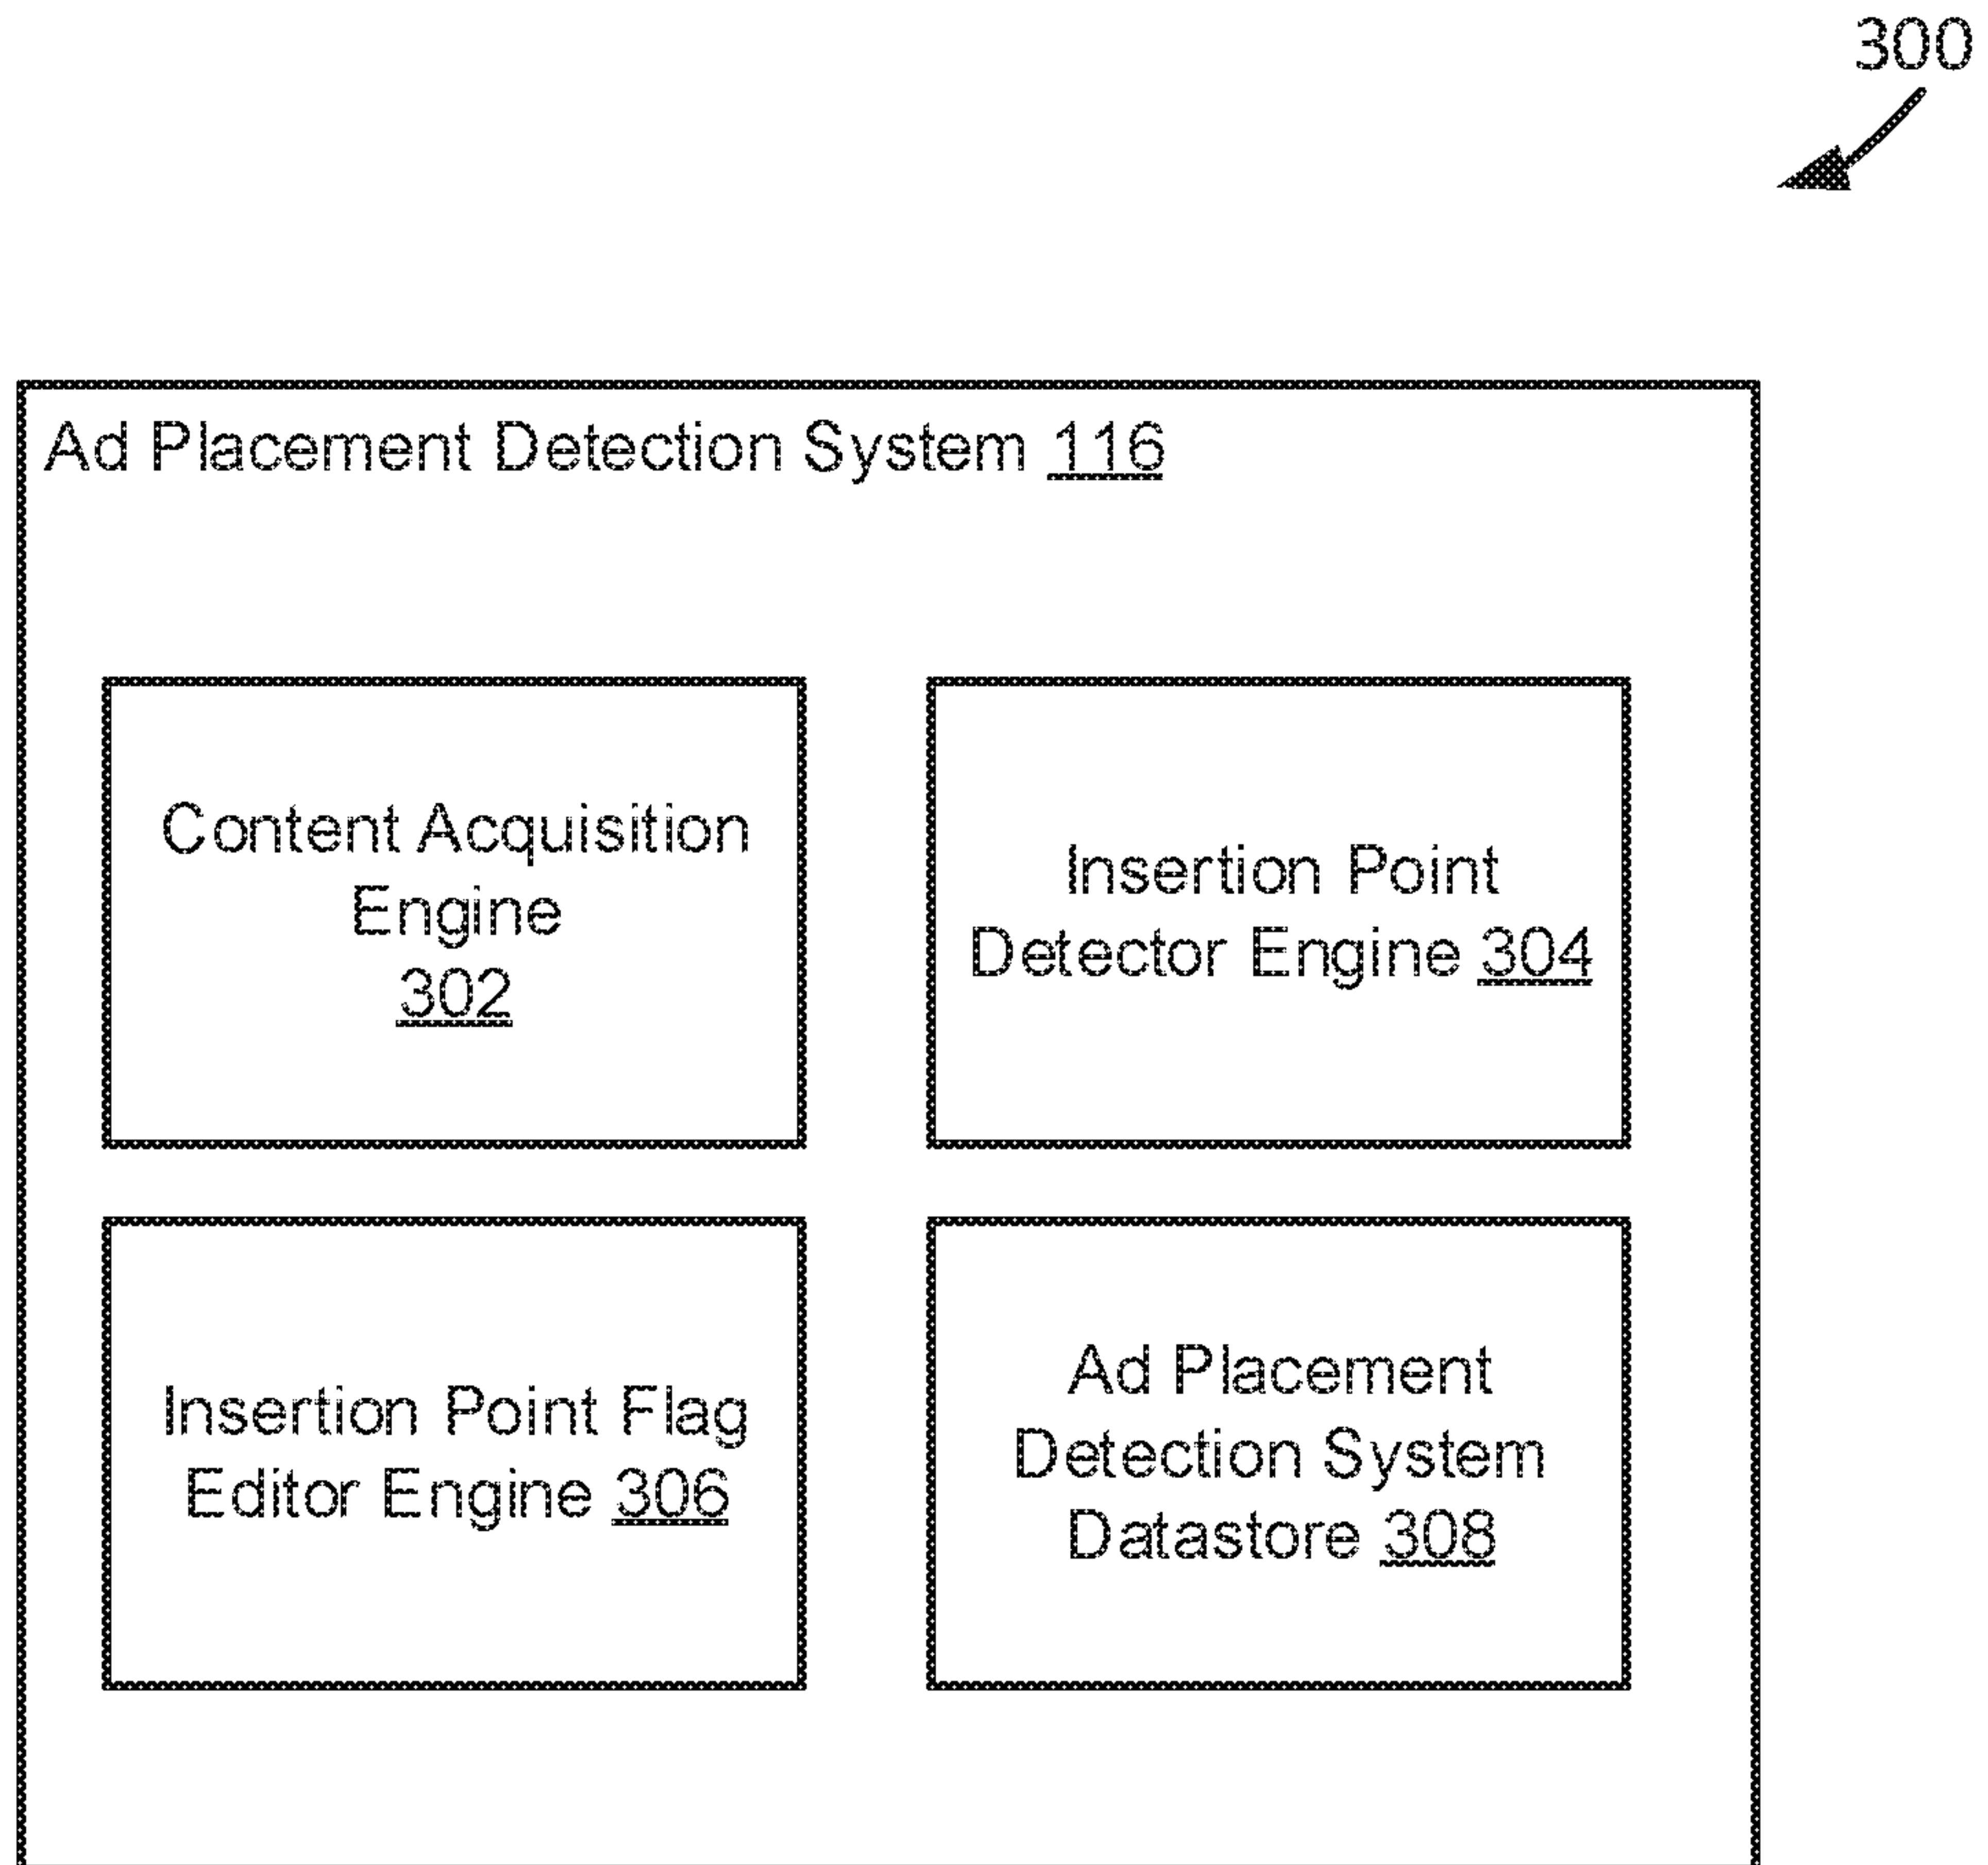 300
Ad Placement Detection System 116
Content Acquisition
Engine
302
Insertion Point
Detector Engine 304
Insertion Point Flag
Editor Engine 306
Ad Placement
Detection System
Datastore 308